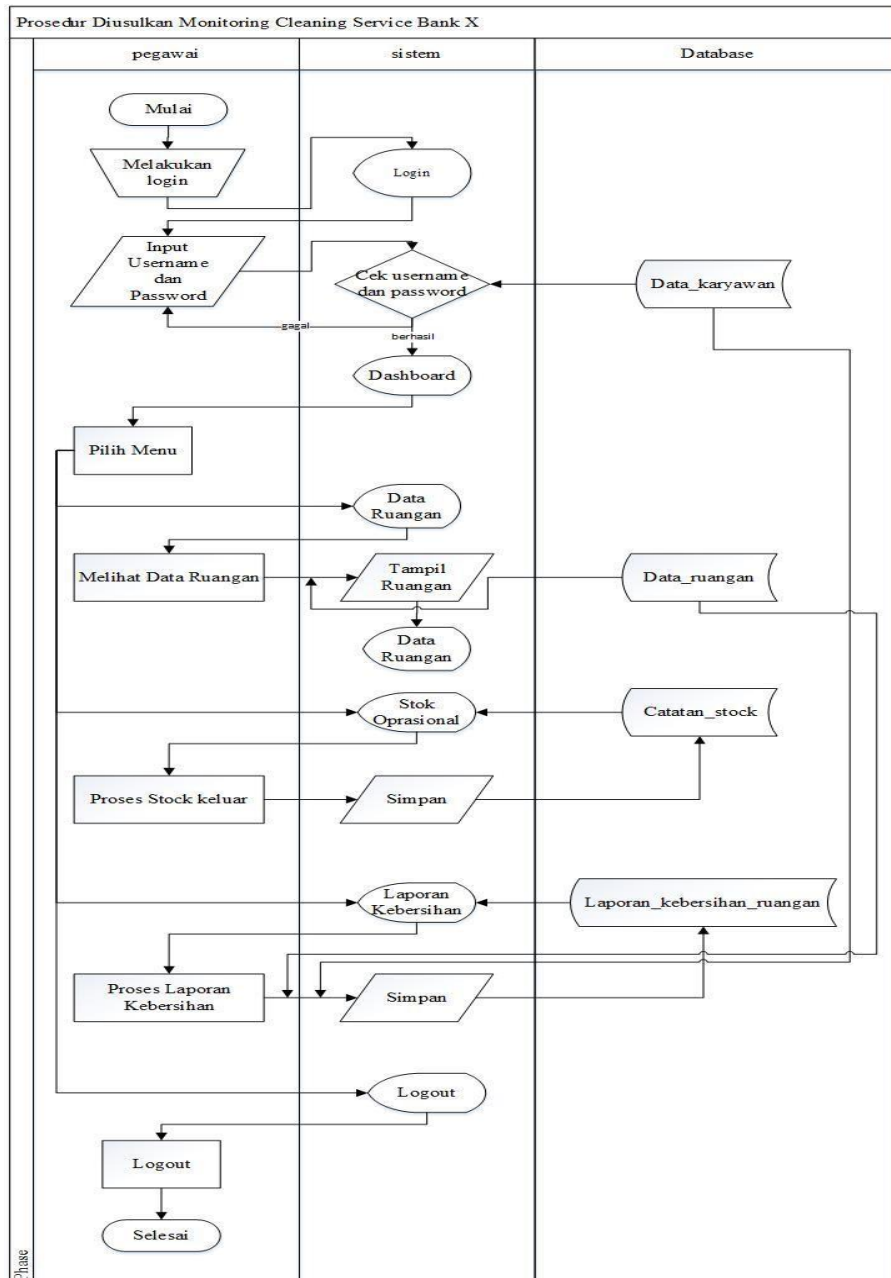 Prosedur Diusulkan Monitoring Cleaning Service Bank X
pegawai
sistem
Database
Mulai
Melakukan
login
Login
Input
Username
dan
Password
Cek username
dan password
Data_karyawan
gagal
berhasil
Dashboard
Pilih Menu
Data
Ruangan
Melihat Data Ruangan
Tampil
Ruangan
Data_ruangan
Data
Ruangan
Stok
Oprasional
Catatan_stock
Proses Stock keluar
Simpan
Laporan
Kebersihan
Laporan_kebersihan_ruangan
Proses Laporan
Kebersihan
Simpan
Logout
Logout
Selesai
Phase